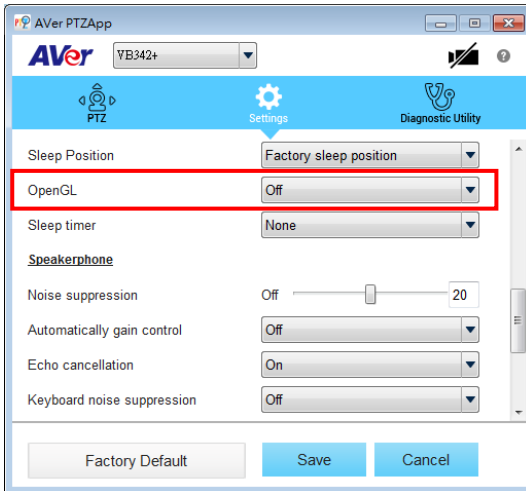 AVer PTZApp
AVer VB342+
PTZ Settings Diagnostic Utility
Sleep Position Factory sleep position
OpenGL Off
Sleep timer None
Speakerphone
Noise suppression Off 20
Automatically gain control Off
Echo cancellation On
Keyboard noise suppression Off
Factory Default Save Cancel